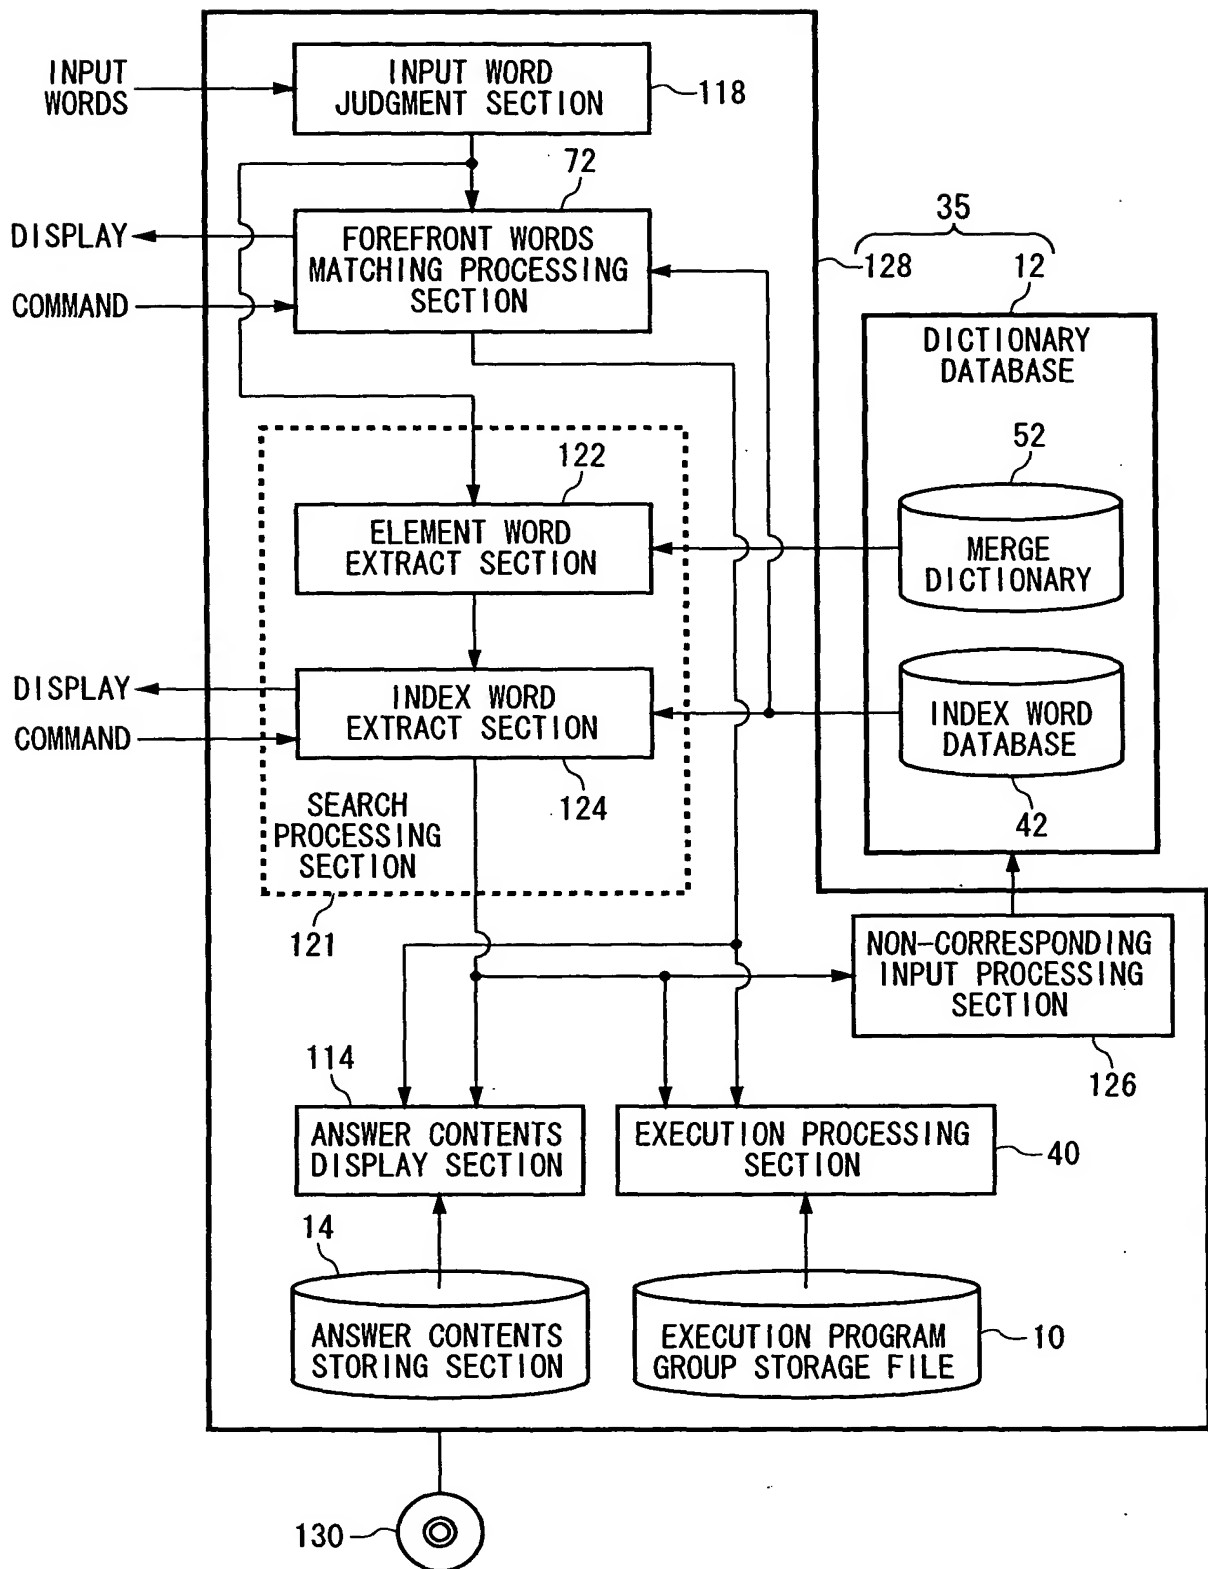 INPUT
WORDS
INPUT WORD
JUDGMENT SECTION
118
72
DISPLAY
FOREFRONT WORDS
MATCHING PROCESSING
SECTION
COMMAND
35
128
12
DICTIONARY
DATABASE
52
MERGE
DICTIONARY
122
ELEMENT WORD
EXTRACT SECTION
DISPLAY
COMMAND
INDEX WORD
EXTRACT SECTION
INDEX WORD
DATABASE
42
124
SEARCH
PROCESSING
SECTION
121
NON-CORRESPONDING
INPUT PROCESSING
SECTION
126
114
ANSWER CONTENTS
DISPLAY SECTION
EXECUTION PROCESSING
SECTION
40
14
ANSWER CONTENTS
STORING SECTION
EXECUTION PROGRAM
GROUP STORAGE FILE
10
130